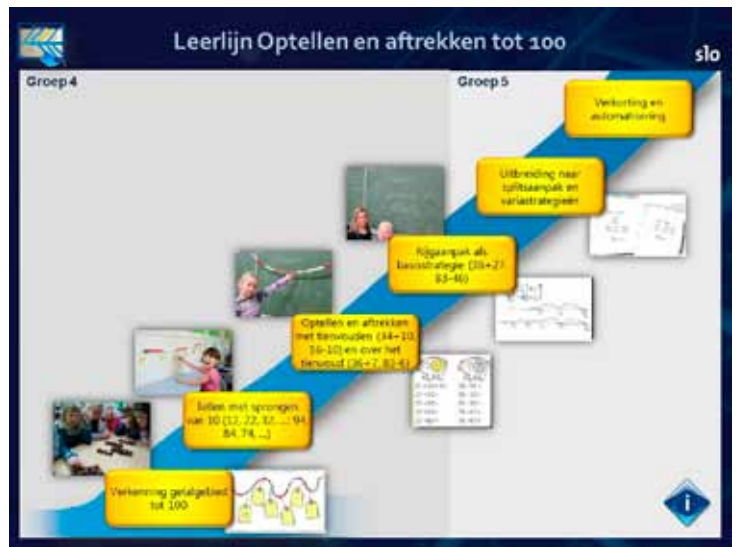 Leerlijn Optellen en aftrekken tot 100
slo
Groep 4
Groep 5
Verkorting en
automatisering
Uitbreiding naar
splitsaanpak en
variastrategieën
Rijgaanpak als
basisstrategie (38+27,
83-46)
Optellen en aftrekken
met tienvouden (34+10,
56-10) en over het
tienvoud (36+7, 82-6)
Tellen met sprongen
van 10 (12, 22, 32, ...; 94,
84, 74, ...)
Verkenning getalgebied
tot 100
i